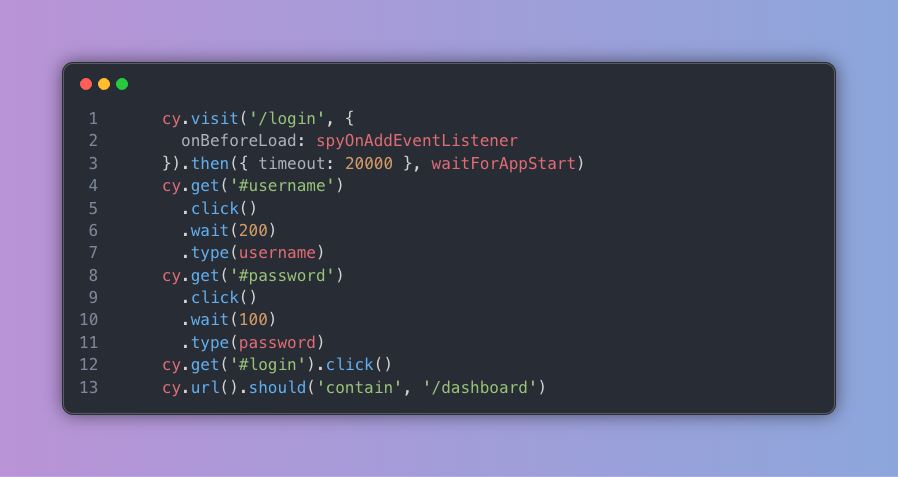 1 cy.visit('/login', {
2 onBeforeLoad: spyOnAddEventListener
3 }).then({ timeout: 20000 }, waitForAppStart)
4 cy.get('#username')
5 .click()
6 .wait(200)
7 .type(username)
8 cy.get('#password')
9 .click()
10 .wait(100)
11 .type(password)
12 cy.get('#login').click()
13 cy.url().should('contain', '/dashboard')